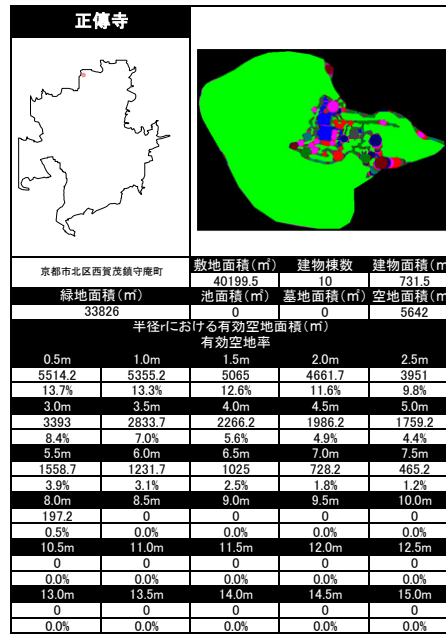 正傳寺
京都市北区西賀茂鎮守庵町
敷地面積(㎡) 建物棟数 建物面積(㎡
40199.5 10 731.5
緑地面積(㎡) 池面積(㎡) 墓地面積(㎡) 空地面積(㎡
33826 0 0 5642
半径rにおける有効空地面積(㎡)
有効空地率
0.5m 1.0m 1.5m 2.0m 2.5m
5514.2 5355.2 5065 4661.7 3951
13.7% 13.3% 12.6% 11.6% 9.8%
3.0m 3.5m 4.0m 4.5m 5.0m
3393 2833.7 2266.2 1986.2 1759.2
8.4% 7.0% 5.6% 4.9% 4.4%
5.5m 6.0m 6.5m 7.0m 7.5m
1558.7 1231.7 1025 728.2 465.2
3.9% 3.1% 2.5% 1.8% 1.2%
8.0m 8.5m 9.0m 9.5m 10.0m
197.2 0 0 0 0
0.5% 0.0% 0.0% 0.0% 0.0%
10.5m 11.0m 11.5m 12.0m 12.5m
0 0 0 0 0
0.0% 0.0% 0.0% 0.0% 0.0%
13.0m 13.5m 14.0m 14.5m 15.0m
0 0 0 0 0
0.0% 0.0% 0.0% 0.0% 0.0%